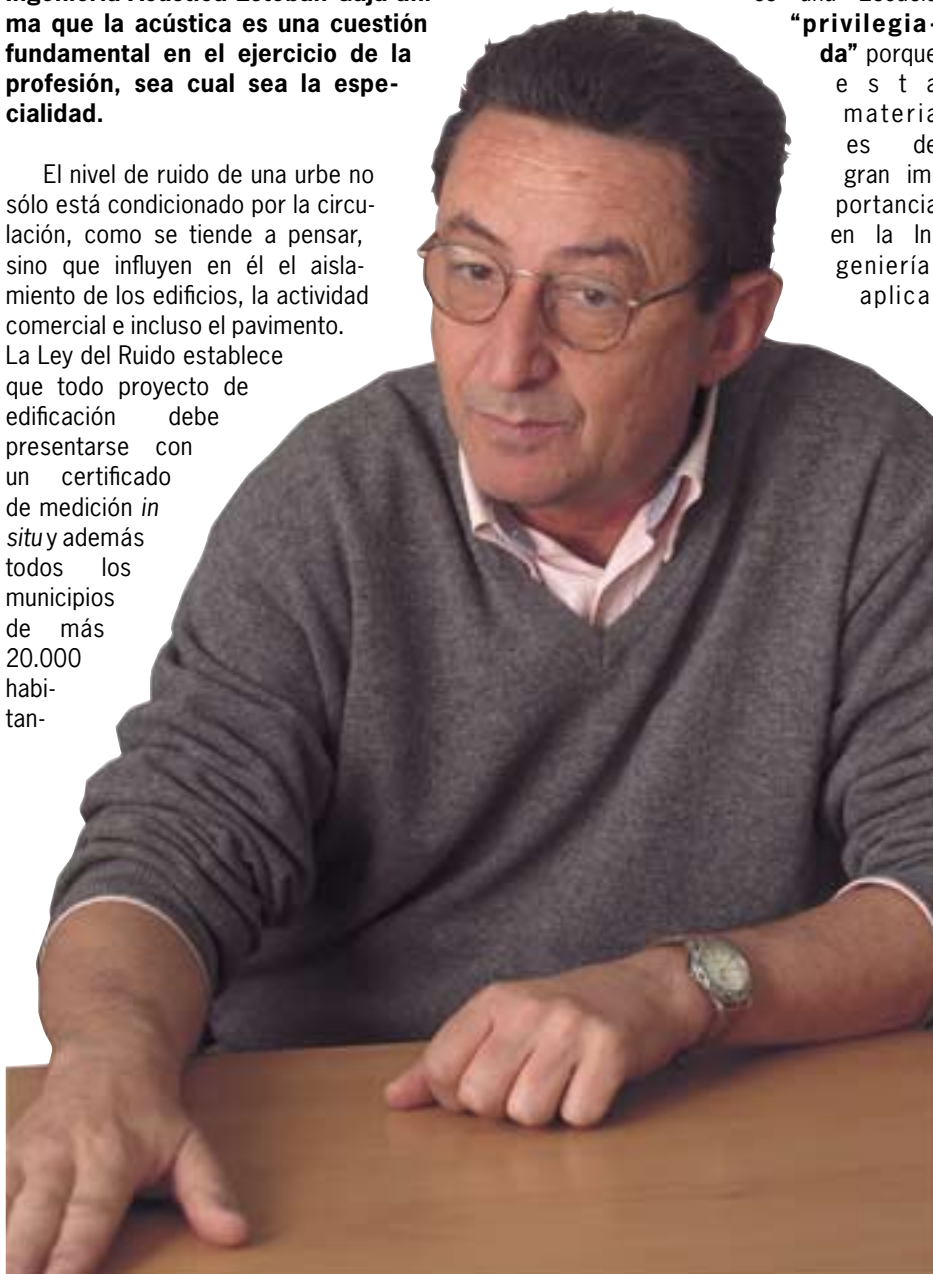 ma que la acústica es una cuestión
fundamental en el ejercicio de la
profesión, sea cual sea la espe-
cialidad.
El nivel de ruido de una urbe no
sólo está condicionado por la circu-
lación, como se tiende a pensar,
sino que influyen en él el aisla-
miento de los edificios, la actividad
comercial e incluso el pavimento.
La Ley del Ruido establece
que todo proyecto de
edificación debe
presentarse con
un certificado
de medición in
situ y además
todos los
municipios
de más
20.000
habi-
tan-
“privilegia-
da” porque
esta
materia
es de
gran im
portancia
en la In
geniería
aplica